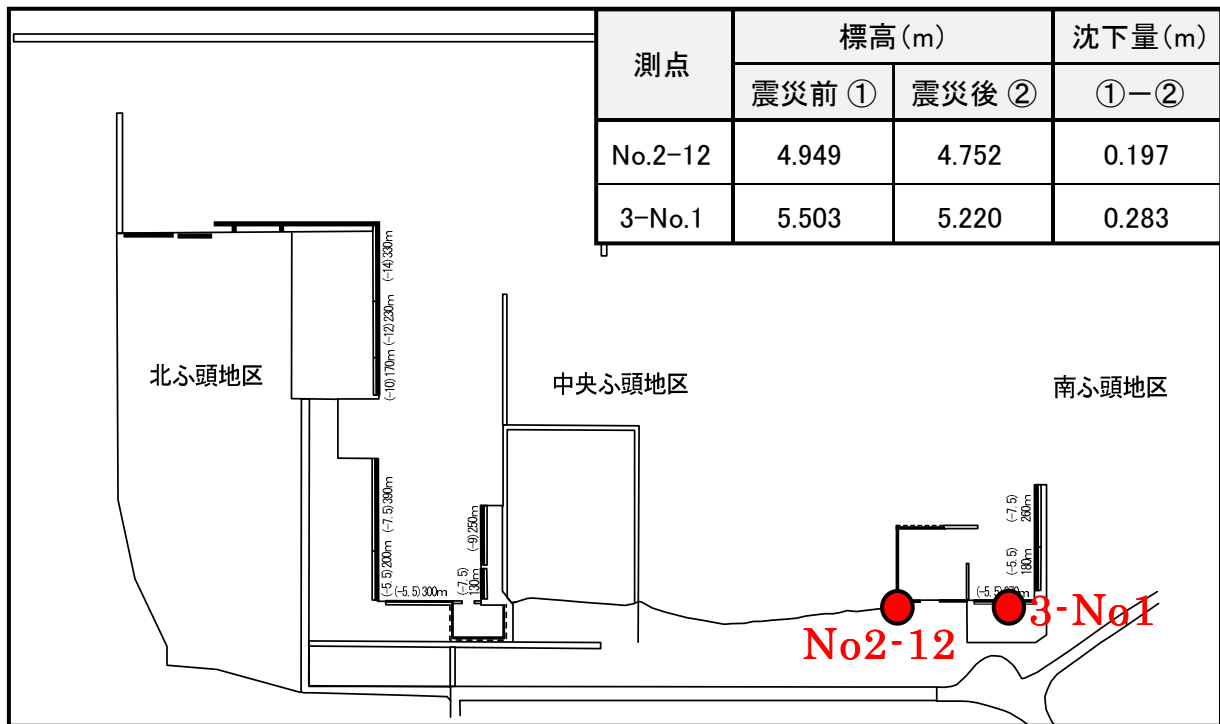 測点 標高(m) 沈下量(m)
震災前 ① 震災後 ② ①−②
No.2-12 4.949 4.752 0.197
3-No.1 5.503 5.220 0.283
北ふ頭地区
中央ふ頭地区
南ふ頭地区
(-14)330m
(-12)230m
(-10)170m
(-7.5)390m
(-5.5)200m
(-5.5)300m
(-9)250m
(-7.5)
130m
(-7.5)
260m
(-5.5)
180m
(-5.5)
No2-12
3-No1